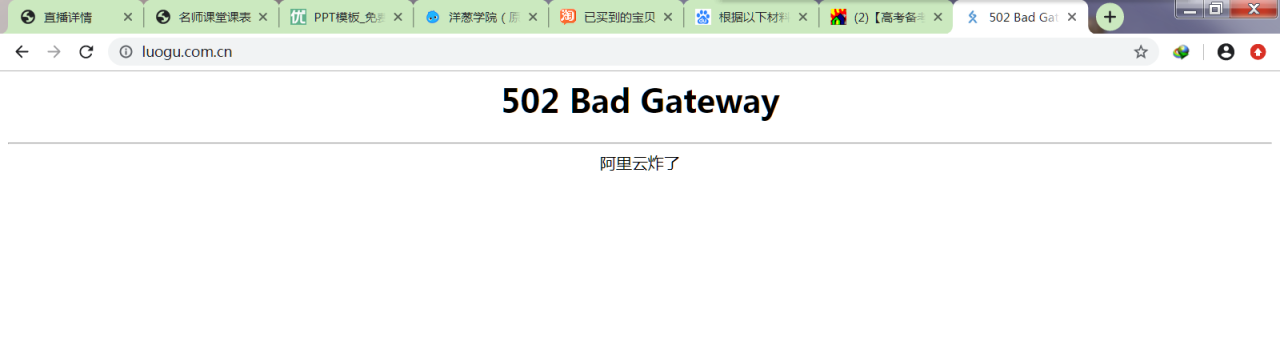 直播详情
名师课堂课表
PPT模板_免费
洋葱学院（原
已买到的宝贝
根据以下材料
(2)【高考备考
502 Bad Gat
luogu.com.cn
502 Bad Gateway
阿里云炸了